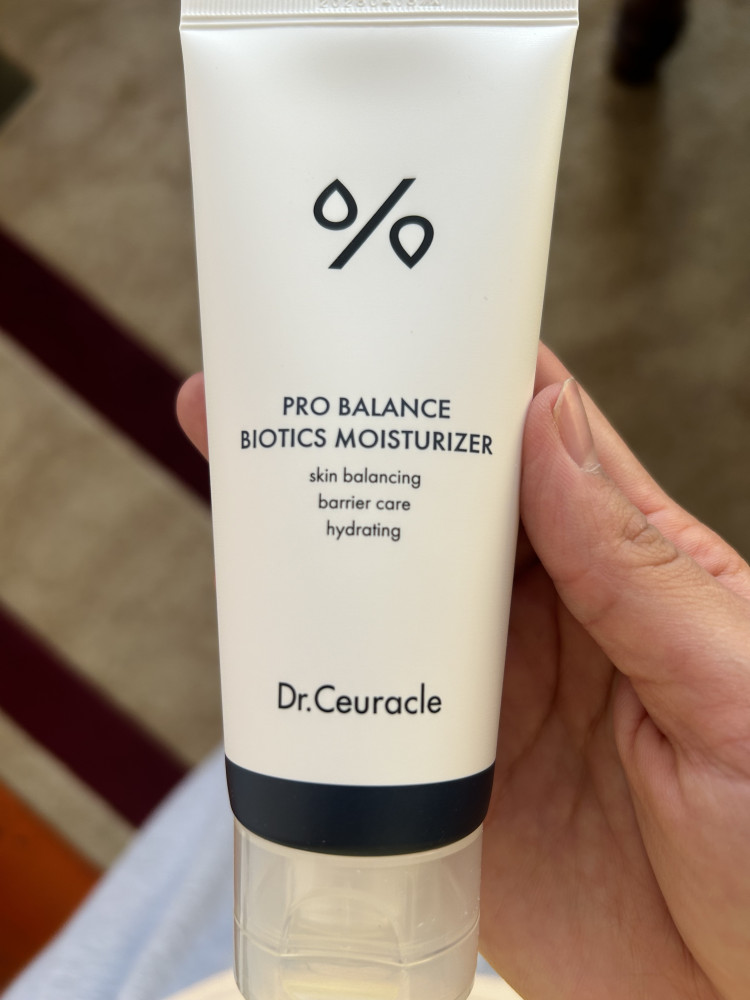 %
PRO BALANCE
BIOTICS MOISTURIZER
skin balancing
barrier care
hydrating
Dr.Ceuracle